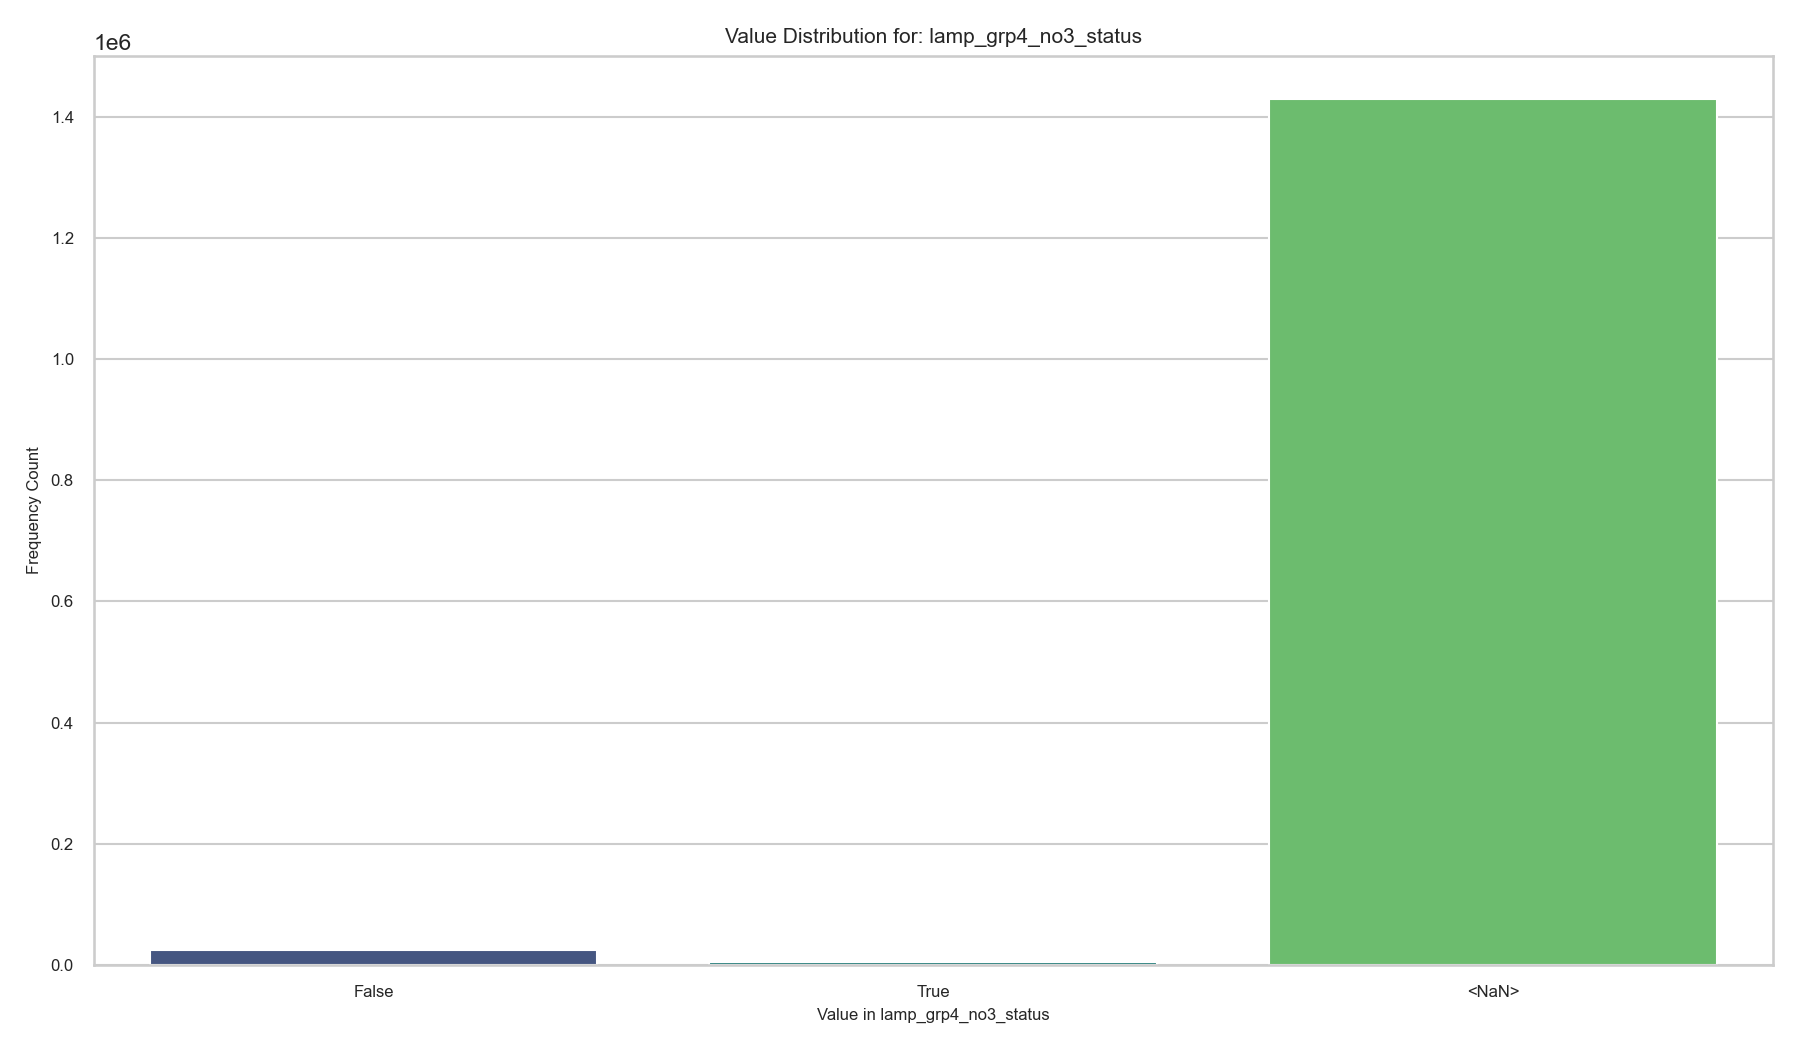 Value Distribution for: lamp_grp4_no3_status
1e6
1.4
1.2
1.0
0.8
0.6
0.4
0.2
0.0
Frequency Count
False
True
<NaN>
Value in lamp_grp4_no3_status